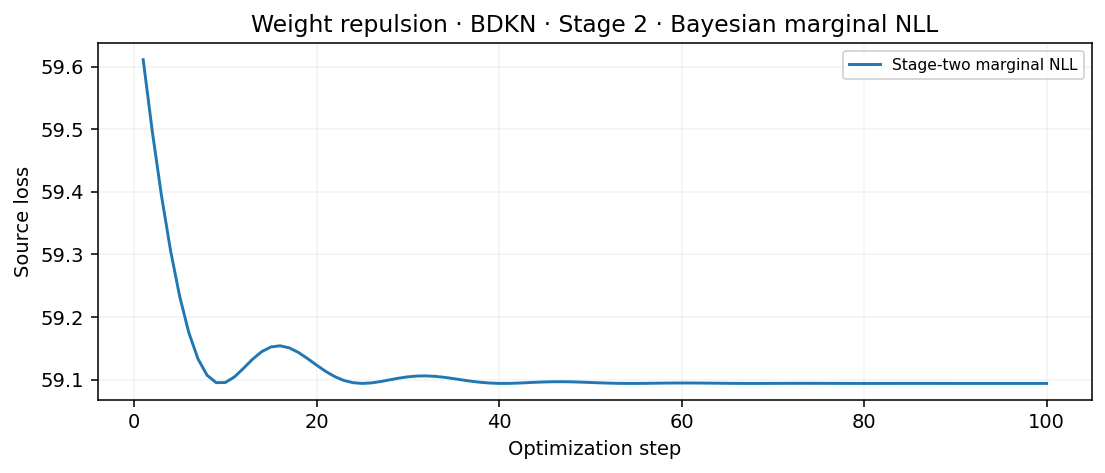 Weight repulsion · BDKN · Stage 2 · Bayesian marginal NLL
Stage-two marginal NLL
Source loss
59.6
59.5
59.4
59.3
59.2
59.1
0 20 40 60 80 100
Optimization step